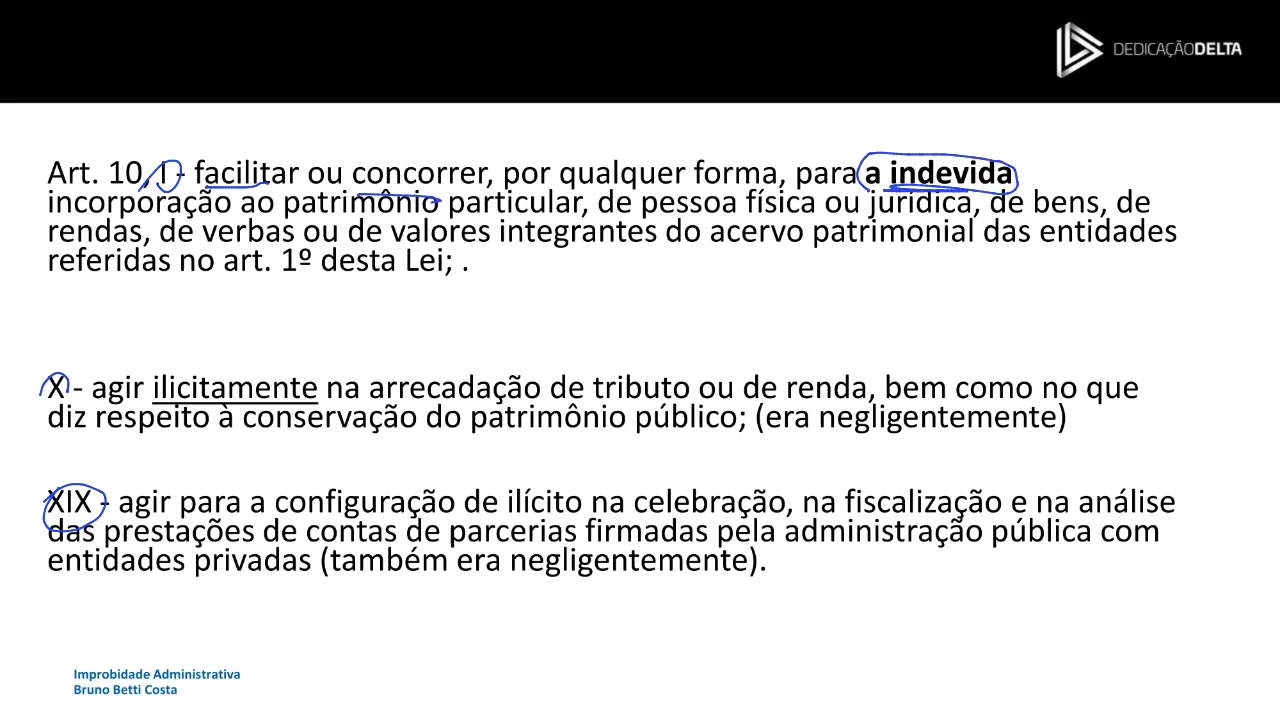 DEDICAÇÃODELTA
Art. 10, I - facilitar ou concorrer, por qualquer forma, para a indevida
incorporação ao patrimônio particular, de pessoa física ou jurídica, de bens, de
rendas, de verbas ou de valores integrantes do acervo patrimonial das entidades
referidas no art. 1º desta Lei; .
X - agir ilicitamente na arrecadação de tributo ou de renda, bem como no que
diz respeito à conservação do patrimônio público; (era negligentemente)
XIX - agir para a configuração de ilícito na celebração, na fiscalização e na análise
das prestações de contas de parcerias firmadas pela administração pública com
entidades privadas (também era negligentemente).
Improbidade Administrativa
Bruno Betti Costa